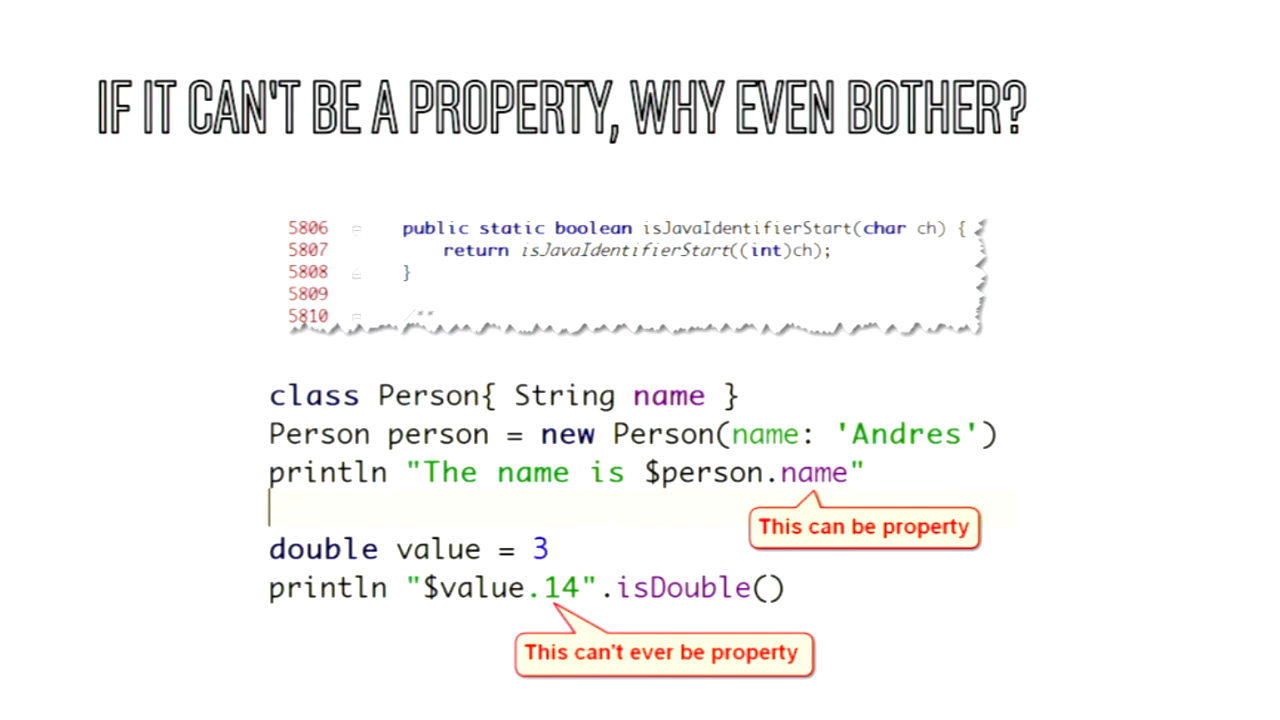 IF IT CAN'T BE A PROPERTY, WHY EVEN BOTHER?
5806 public static boolean isJavaIdentifierStart(char ch) {
5807 return isJavaIdentifierStart((int)ch);
5808 }
5809
5810 /**
class Person{ String name }
Person person = new Person(name: 'Andres')
println "The name is $person.name"
This can be property
double value = 3
println "$value.14".isDouble()
This can't ever be property